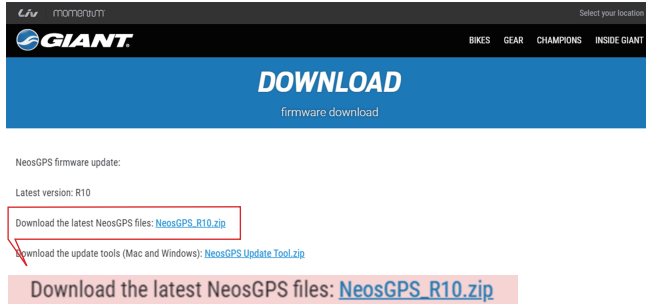 Liv momentum Select your location
GIANT. BIKES GEAR CHAMPIONS INSIDE GIANT
DOWNLOAD
firmware download
NeosGPS firmware update:
Latest version: R10
Download the latest NeosGPS files: NeosGPS_R10.zip
Download the update tools (Mac and Windows): NeosGPS Update Tool.zip
Download the latest NeosGPS files: NeosGPS_R10.zip